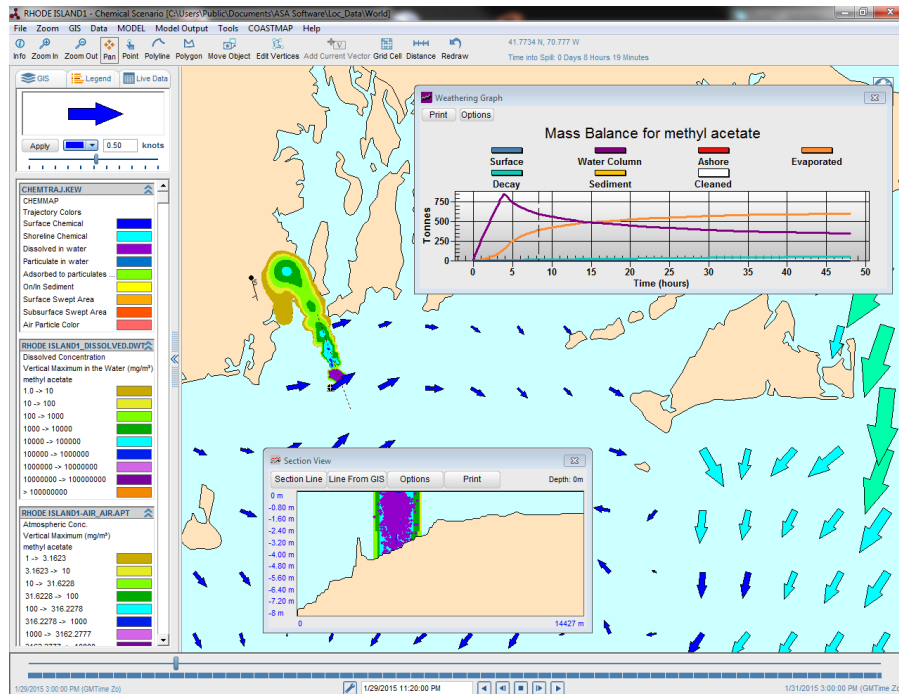 RHODE ISLAND1 - Chemical Scenario [C:\Users\Public\Documents\ASA Software\Loc_Data\World]
File Zoom GIS Data MODEL Model Output Tools COASTMAP Help
Info Zoom In Zoom Out Pan Point Polyline Polygon Move Object Edit Vertices Add Current Vector Grid Cell Distance Redraw
41.7734 N, 70.777 W
Time into Spill: 0 Days 8 Hours 19 Minutes
GIS Legend Live Data
Apply 0.50 knots
CHEMTRAJ.KEW
CHEMMAP
Trajectory Colors
Surface Chemical
Shoreline Chemical
Dissolved in water
Particulate in water
Adsorbed to particulates ...
On/In Sediment
Surface Swept Area
Subsurface Swept Area
Air Particle Color
RHODE ISLAND1_DISSOLVED.DWT
Dissolved Concentration
Vertical Maximum in the Water (mg/m³)
methyl acetate
1.0 -> 10
10 -> 100
100 -> 1000
1000 -> 10000
10000 -> 100000
100000 -> 1000000
1000000 -> 10000000
10000000 -> 100000000
> 100000000
RHODE ISLAND1-AIR_AIR.APT
Atmospheric Conc.
Vertical Maximum (mg/m³)
methyl acetate
1 -> 3.1623
3.1623 -> 10
10 -> 31.6228
31.6228 -> 100
100 -> 316.2278
316.2278 -> 1000
1000 -> 3162.2777
3162.2777 -> 10000
Weathering Graph
Print Options
Mass Balance for methyl acetate
Surface Water Column Ashore Evaporated
Decay Sediment Cleaned
Tonnes
750
500
250
0
0 5 10 15 20 25 30 35 40 45 50
Time (hours)
Section View
Section Line Line From GIS Options Print Depth: 0m
0 m
-0.80 m
-1.60 m
-2.40 m
-3.20 m
-4.00 m
-4.80 m
-5.60 m
-6.40 m
-7.20 m
-8 m
0 14427 m
1/29/2015 3:00:00 PM (GMTime Zo) 1/29/2015 11:20:00 PM 1/31/2015 3:00:00 PM (GMTime Zo)